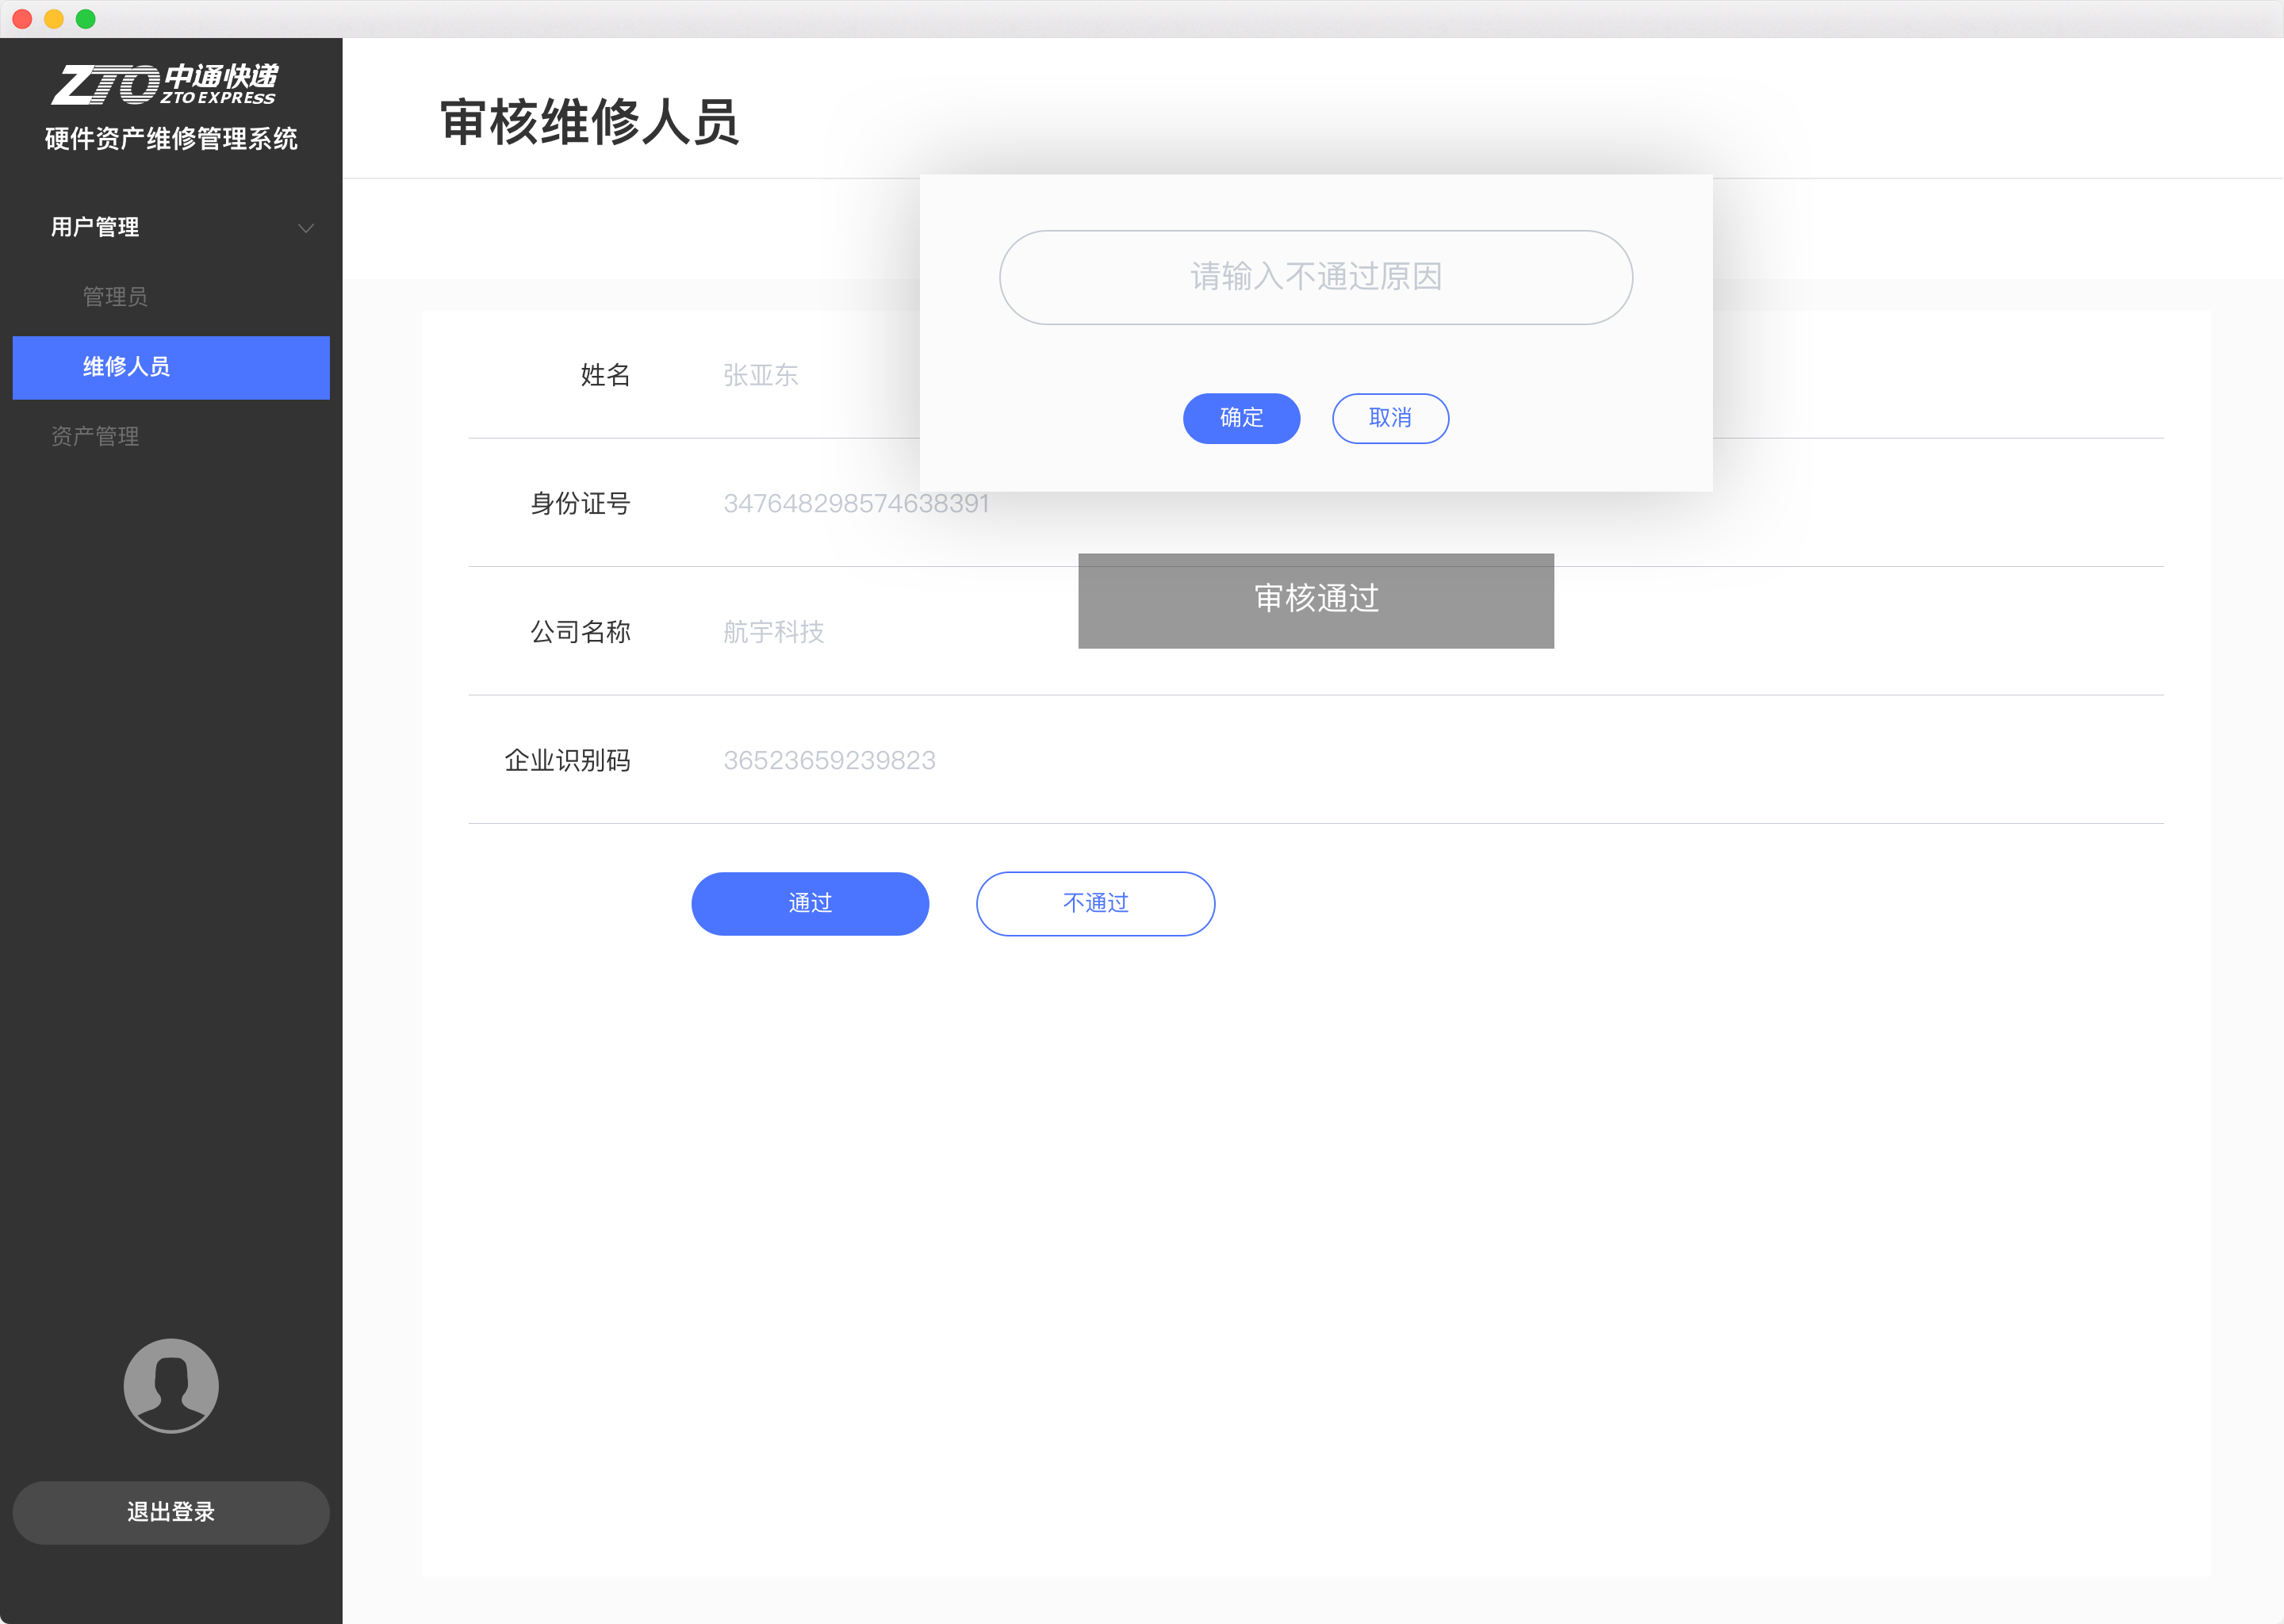 ZTO 中通快递
ZTO EXPRESS
硬件资产维修管理系统
用户管理
管理员
维修人员
资产管理
退出登录
审核维修人员
请输入不通过原因
确定 取消
姓名 张亚东
身份证号 347648298574638391
审核通过
公司名称 航宇科技
企业识别码 36523659239823
通过 不通过